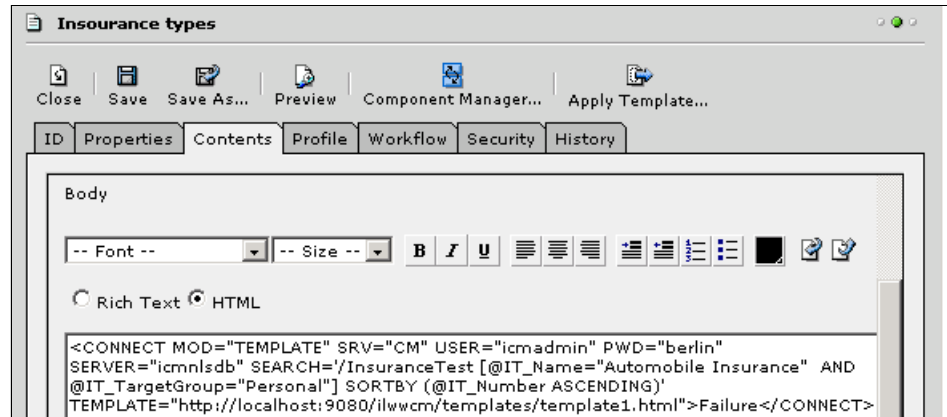 Insourance types
Close Save Save As... Preview Component Manager... Apply Template...
ID Properties Contents Profile Workflow Security History
Body
-- Font -- -- Size -- B I U
Rich Text HTML
<CONNECT MOD="TEMPLATE" SRV="CM" USER="icmadmin" PWD="berlin"
SERVER="icmnlsdb" SEARCH='/InsuranceTest [@IT_Name="Automobile Insurance" AND
@IT_TargetGroup="Personal"] SORTBY (@IT_Number ASCENDING)'
TEMPLATE="http://localhost:9080/ilwwcm/templates/template1.html">Failure</CONNECT>